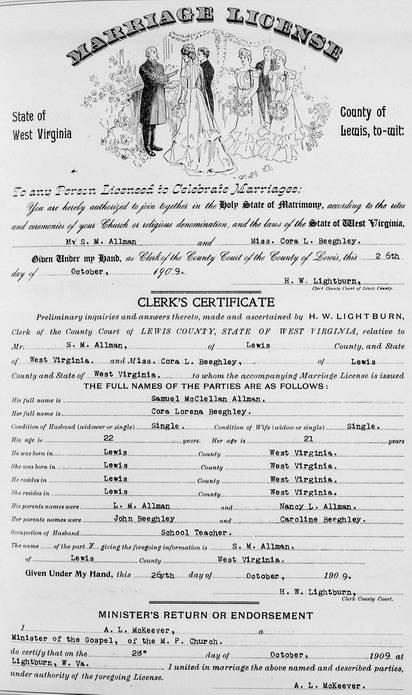 MARRIAGE LICENSE
State of West Virginia
County of Lewis, to-wit:
To any Person Licensed to Celebrate Marriages:
You are hereby authorized to join together in the Holy State of Matrimony, according to the rites
and ceremonies of your Church or religious denomination, and the laws of the State of West Virginia,
Mr S. M. Allman and Miss. Cora L. Beeghley.
Given Under my Hand, as Clerk of the County Court of the County of Lewis, this 26th
day of October, 1909.
H. W. Lightburn,
Clerk County Court of Lewis County.
CLERK'S CERTIFICATE
Preliminary inquiries and answers thereto, made and ascertained by H. W. LIGHTBURN,
Clerk of the County Court of LEWIS COUNTY, STATE OF WEST VIRGINIA, relative to
Mr. S. M. Allman, of Lewis County, and State
of West Virginia. and Miss. Cora L. Beeghley, of Lewis
County and State of West Virginia. to whom the accompanying Marriage License is issued
THE FULL NAMES OF THE PARTIES ARE AS FOLLOWS:
His full name is Samuel McClellan Allman.
Her full name is Cora Lorena Beeghley.
Condition of Husband (widower or single) Single. Condition of Wife (widow or single) Single.
His age is 22 years. Her age is 21 years.
He was born in Lewis County West Virginia.
She was born in Lewis County West Virginia.
He resides in Lewis County West Virginia.
She resides in Lewis County West Virginia.
His parents names were L. M. Allman and Nancy L. Allman.
Her parents names were John Beeghley and Caroline Beeghley.
Occupation of Husband School Teacher.
The name of the party giving the foregoing information is S. M. Allman.
of Lewis County West Virginia.
Given Under My Hand, this day of October, 1909.
H. W. Lightburn,
Clerk County Court.
MINISTER'S RETURN OR ENDORSEMENT
I A. L. McKeever, a
Minister of the Gospel, of the M. P. Church.
do certify that on the 28" day of October, 1909 at
Lightburn, W. Va. I united in marriage the above named and described parties,
under authority of the foregoing License.
A. L. McKeever.